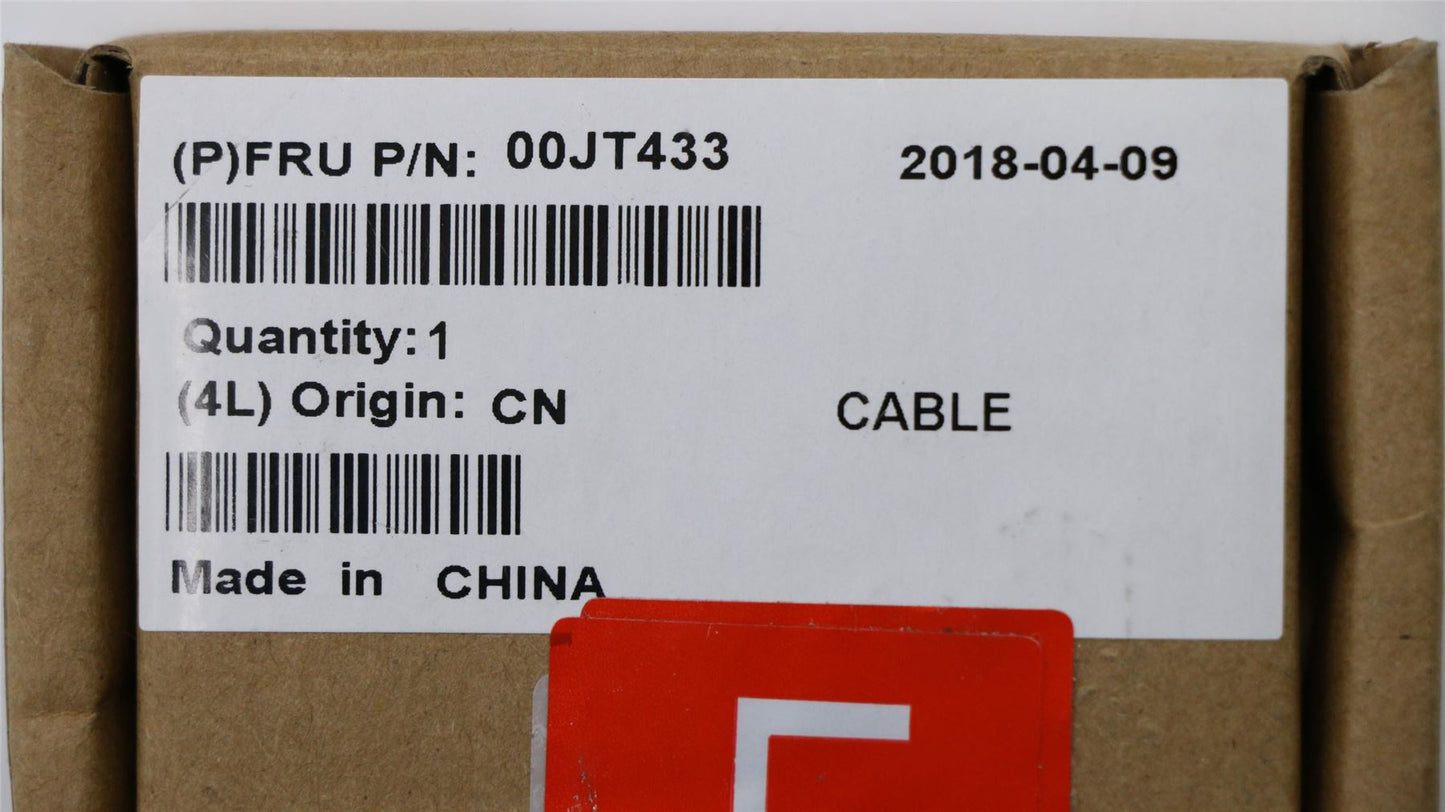 (P)FRU P/N: 00JT433 2018-04-09
Quantity: 1
(4L) Origin: CN CABLE
Made in CHINA